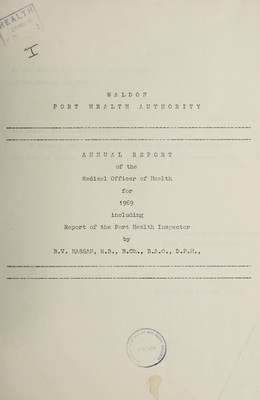 HEALTH
I
MALDON
PORT HEALTH AUTHORITY
ANNUAL REPORT
of the
Medical Officer of Health
for
1969
including
Report of the Port Health Inspector
by
B.V. HASSAN, M.B., B.Ch., B.A.O., D.P.H.,